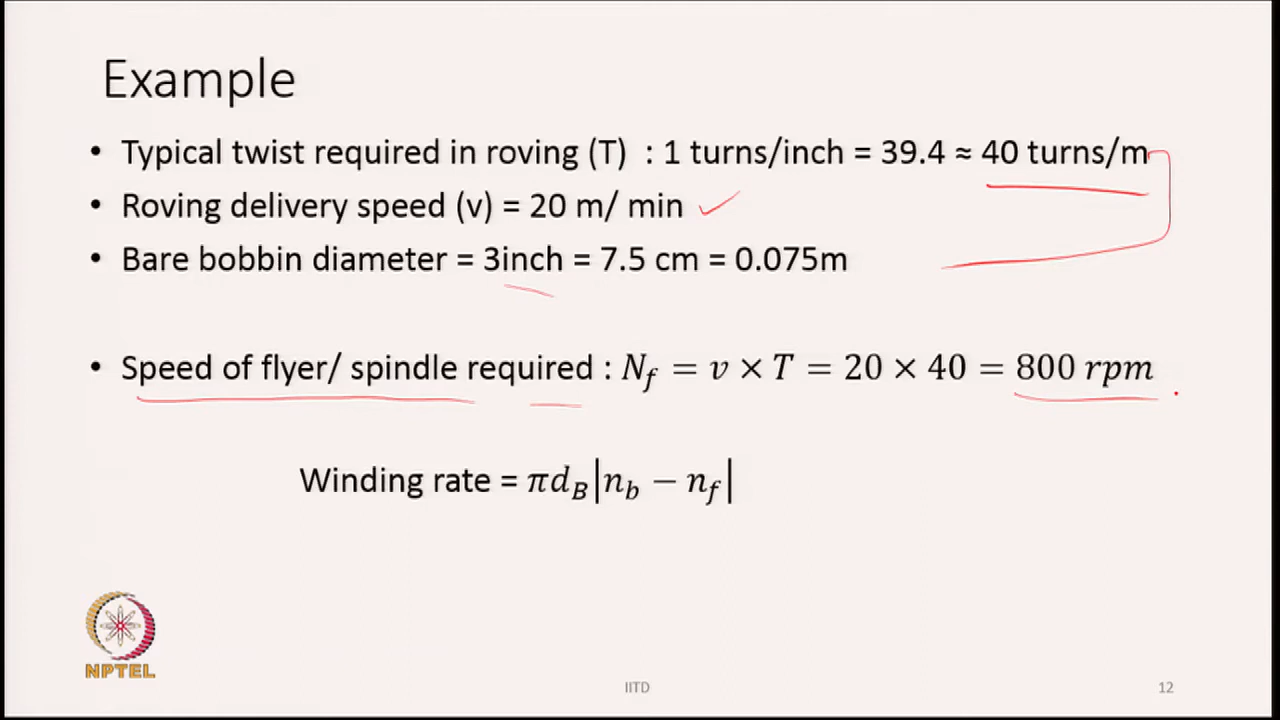 Example
• Typical twist required in roving (T) : 1 turns/inch = 39.4 ≈ 40 turns/m
• Roving delivery speed (v) = 20 m/ min
• Bare bobbin diameter = 3inch = 7.5 cm = 0.075m
• Speed of flyer/ spindle required : N_f = v × T = 20 × 40 = 800 rpm
Winding rate = πd_B|n_b − n_f|
NPTEL
IITD
12